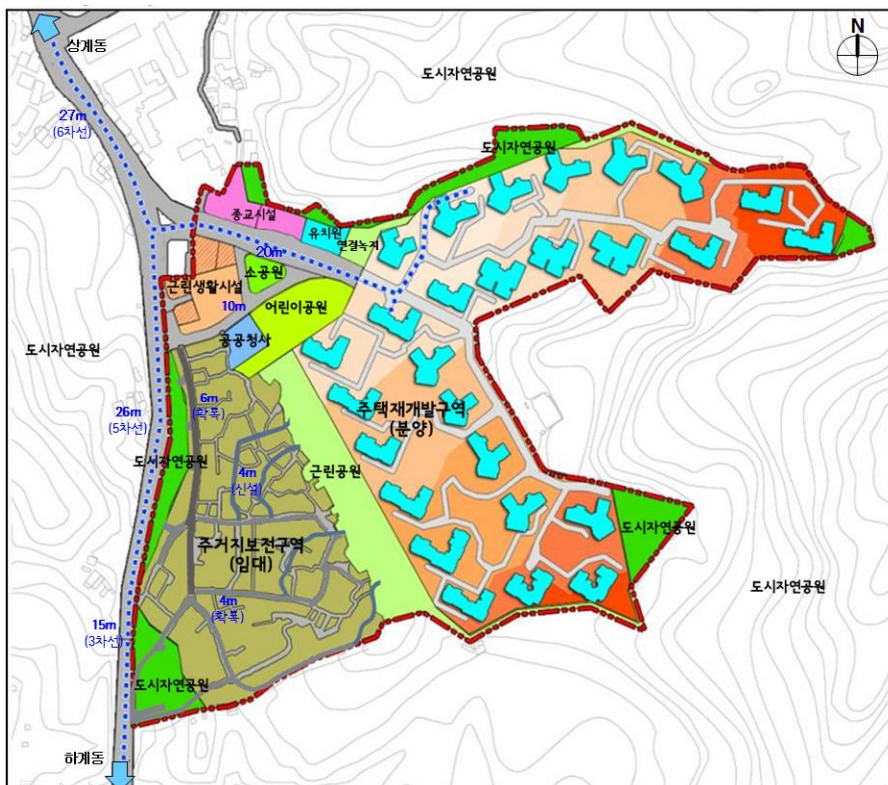 N
상계동
도시자연공원
27m
(6차선)
도시자연공원
종교시설
유치원
연결녹지
20m
소공원
근린생활시설
10m
어린이공원
공공청사
도시자연공원
6m
(확폭)
주택재개발구역
(분양)
26m
(5차선)
도시자연공원
4m
(신설)
근린공원
도시자연공원
주거지보전구역
(임대)
4m
(확폭)
도시자연공원
15m
(3차선)
도시자연공원
하계동